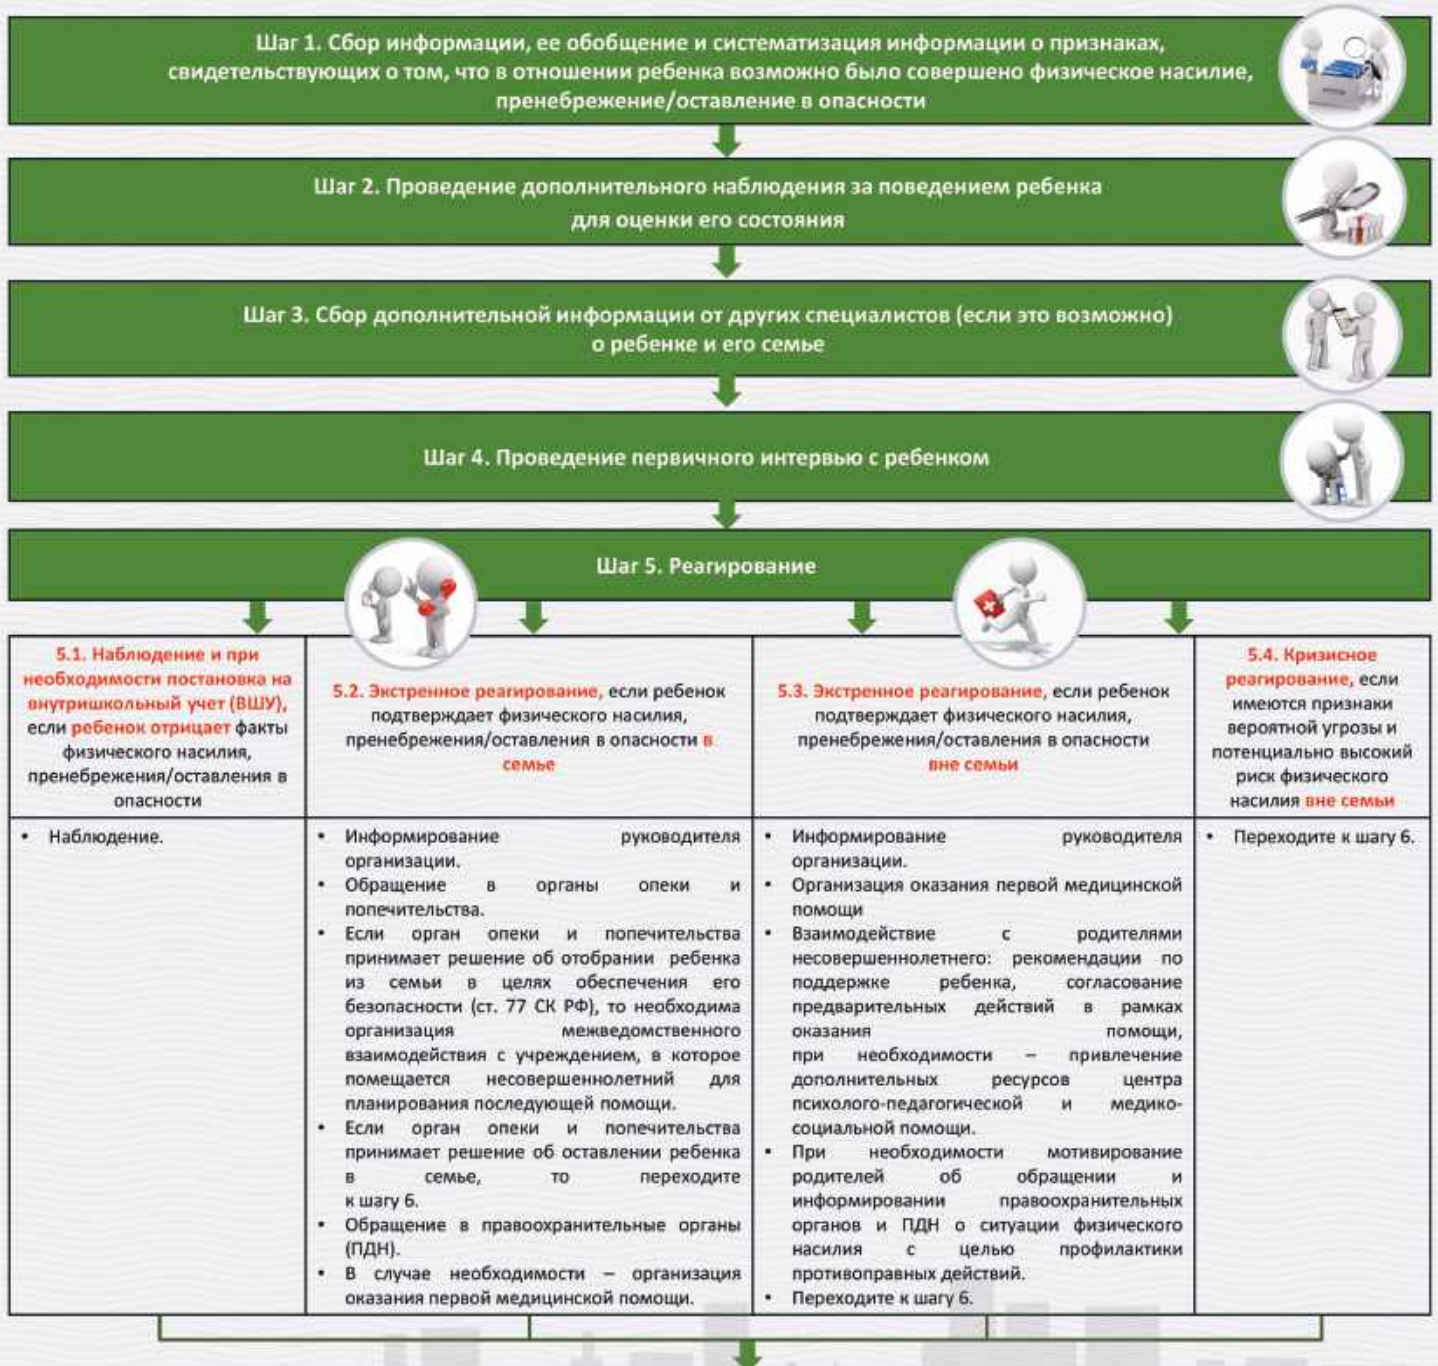 Шаг 1. Сбор информации, ее обобщение и систематизация информации о признаках,
свидетельствующих о том, что в отношении ребенка возможно было совершено физическое насилие,
пренебрежение/оставление в опасности
Шаг 2. Проведение дополнительного наблюдения за поведением ребенка
для оценки его состояния
Шаг 3. Сбор дополнительной информации от других специалистов (если это возможно)
о ребенке и его семье
Шаг 4. Проведение первичного интервью с ребенком
Шаг 5. Реагирование
5.1. Наблюдение и при
необходимости постановка на
внутришкольный учет (ВШУ),
если ребенок отрицает факты
физического насилия,
пренебрежения/оставления в
опасности
5.2. Экстренное реагирование, если ребенок
подтверждает физического насилия,
пренебрежения/оставления в опасности в
семье
5.3. Экстренное реагирование, если ребенок
подтверждает физического насилия,
пренебрежения/оставления в опасности
вне семьи
5.4. Кризисное
реагирование, если
имеются признаки
вероятной угрозы и
потенциально высокий
риск физического
насилия вне семьи
• Наблюдение.
• Информирование руководителя
организации.
• Обращение в органы опеки и
попечительства.
• Если орган опеки и попечительства
принимает решение об отобрании ребенка
из семьи в целях обеспечения его
безопасности (ст. 77 СК РФ), то необходима
организация межведомственного
взаимодействия с учреждением, в которое
помещается несовершеннолетний для
планирования последующей помощи.
• Если орган опеки и попечительства
принимает решение об оставлении ребенка
в семье, то переходите
к шагу 6.
• Обращение в правоохранительные органы
(ПДН).
• В случае необходимости – организация
оказания первой медицинской помощи.
• Информирование руководителя
организации.
• Организация оказания первой медицинской
помощи
• Взаимодействие с родителями
несовершеннолетнего: рекомендации по
поддержке ребенка, согласование
предварительных действий в рамках
оказания помощи,
при необходимости – привлечение
дополнительных ресурсов центра
психолого-педагогической и медико-
социальной помощи.
• При необходимости мотивирование
родителей об обращении и
информировании правоохранительных
органов и ПДН о ситуации физического
насилия с целью профилактики
противоправных действий.
• Переходите к шагу 6.
• Переходите к шагу 6.